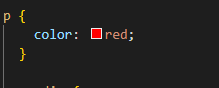 p {
color: red;
}